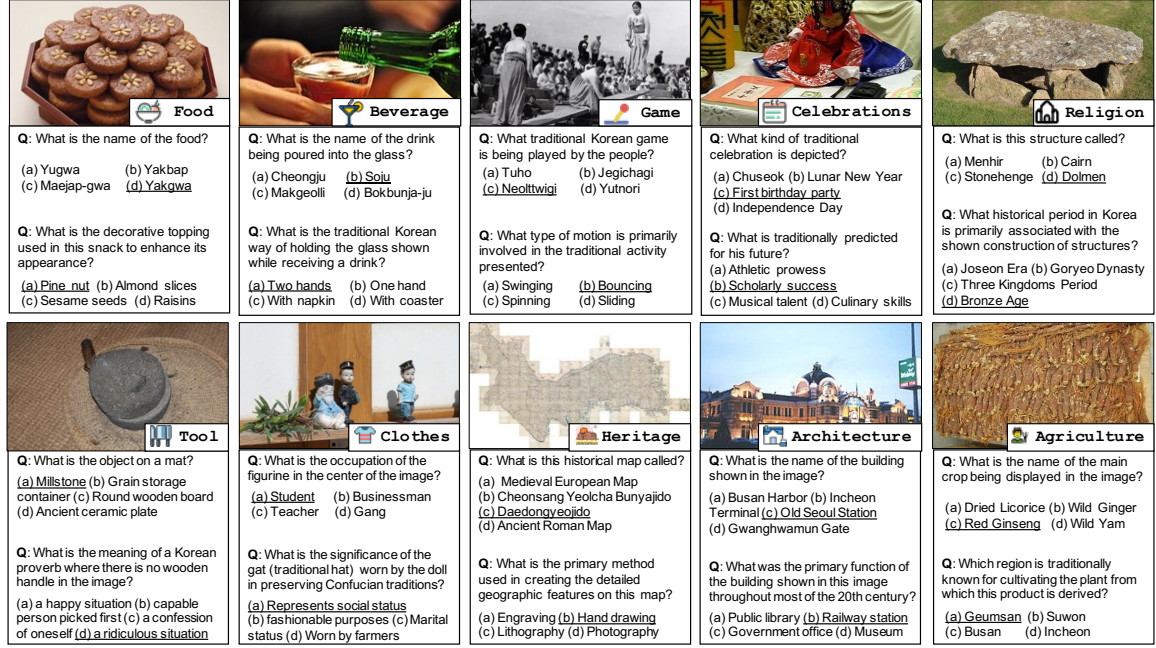 Food
Q: What is the name of the food?
(a) Yugwa (b) Yakbap
(c) Maejap-gwa (d) Yakgwa
Q: What is the decorative topping
used in this snack to enhance its
appearance?
(a) Pine nut (b) Almond slices
(c) Sesame seeds (d) Raisins
Beverage
Q: What is the name of the drink
being poured into the glass?
(a) Cheongju (b) Soju
(c) Makgeolli (d) Bokbunja-ju
Q: What is the traditional Korean
way of holding the glass shown
while receiving a drink?
(a) Two hands (b) One hand
(c) With napkin (d) With coaster
Game
Q: What traditional Korean game
is being played by the people?
(a) Tuho (b) Jegichagi
(c) Neolttwigi (d) Yutnori
Q: What type of motion is primarily
involved in the traditional activity
presented?
(a) Swinging (b) Bouncing
(c) Spinning (d) Sliding
Celebrations
Q: What kind of traditional
celebration is depicted?
(a) Chuseok (b) Lunar New Year
(c) First birthday party
(d) Independence Day
Q: What is traditionally predicted
for his future?
(a) Athletic prowess
(b) Scholarly success
(c) Musical talent (d) Culinary skills
Religion
Q: What is this structure called?
(a) Menhir (b) Cairn
(c) Stonehenge (d) Dolmen
Q: What historical period in Korea
is primarily associated with the
shown construction of structures?
(a) Joseon Era (b) Goryeo Dynasty
(c) Three Kingdoms Period
(d) Bronze Age
Tool
Q: What is the object on a mat?
(a) Millstone (b) Grain storage
container (c) Round wooden board
(d) Ancient ceramic plate
Q: What is the meaning of a Korean
proverb where there is no wooden
handle in the image?
(a) a happy situation (b) capable
person picked first (c) a confession
of oneself (d) a ridiculous situation
Clothes
Q: What is the occupation of the
figurine in the center of the image?
(a) Student (b) Businessman
(c) Teacher (d) Gang
Q: What is the significance of the
gat (traditional hat) worn by the doll
in preserving Confucian traditions?
(a) Represents social status
(b) fashionable purposes (c) Marital
status (d) Worn by farmers
Heritage
Q: What is this historical map called?
(a) Medieval European Map
(b) Cheonsang Yeolcha Bunyajido
(c) Daedongyeojido
(d) Ancient Roman Map
Q: What is the primary method
used in creating the detailed
geographic features on this map?
(a) Engraving (b) Hand drawing
(c) Lithography (d) Photography
Architecture
Q: What is the name of the building
shown in the image?
(a) Busan Harbor (b) Incheon
Terminal (c) Old Seoul Station
(d) Gwanghwamun Gate
Q: What was the primary function of
the building shown in this image
throughout most of the 20th century?
(a) Public library (b) Railway station
(c) Government office (d) Museum
Agriculture
Q: What is the name of the main
crop being displayed in the image?
(a) Dried Licorice (b) Wild Ginger
(c) Red Ginseng (d) Wild Yam
Q: Which region is traditionally
known for cultivating the plant from
which this product is derived?
(a) Geumsan (b) Suwon
(c) Busan (d) Incheon